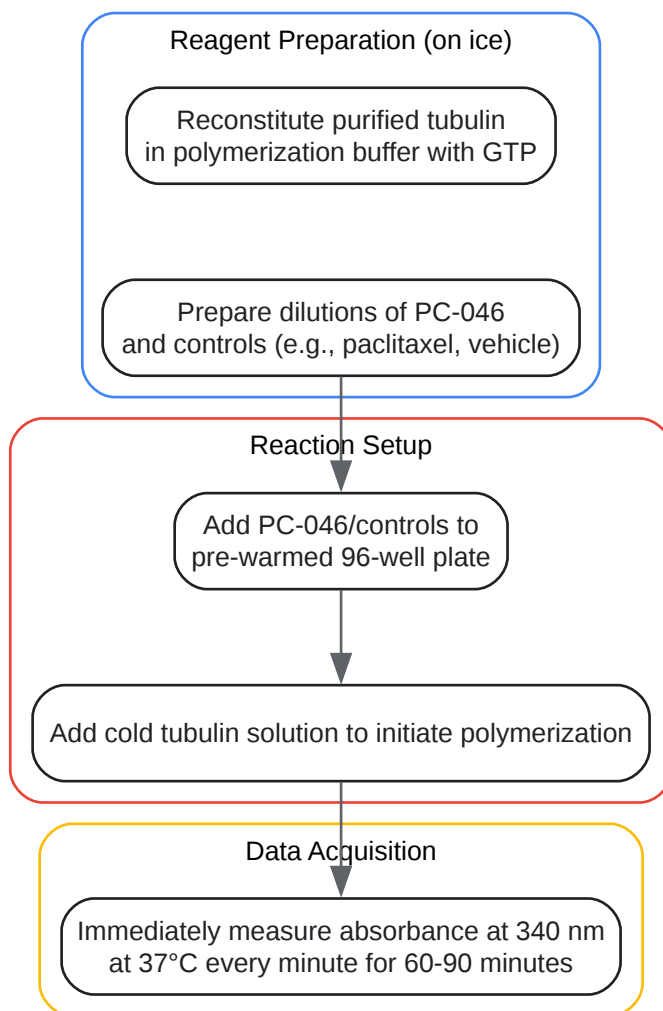 Reagent Preparation (on ice)
Reconstitute purified tubulin
in polymerization buffer with GTP
Prepare dilutions of PC-046
and controls (e.g., paclitaxel, vehicle)
Reaction Setup
Add PC-046/controls to
pre-warmed 96-well plate
Add cold tubulin solution to initiate polymerization
Data Acquisition
Immediately measure absorbance at 340 nm
at 37°C every minute for 60-90 minutes